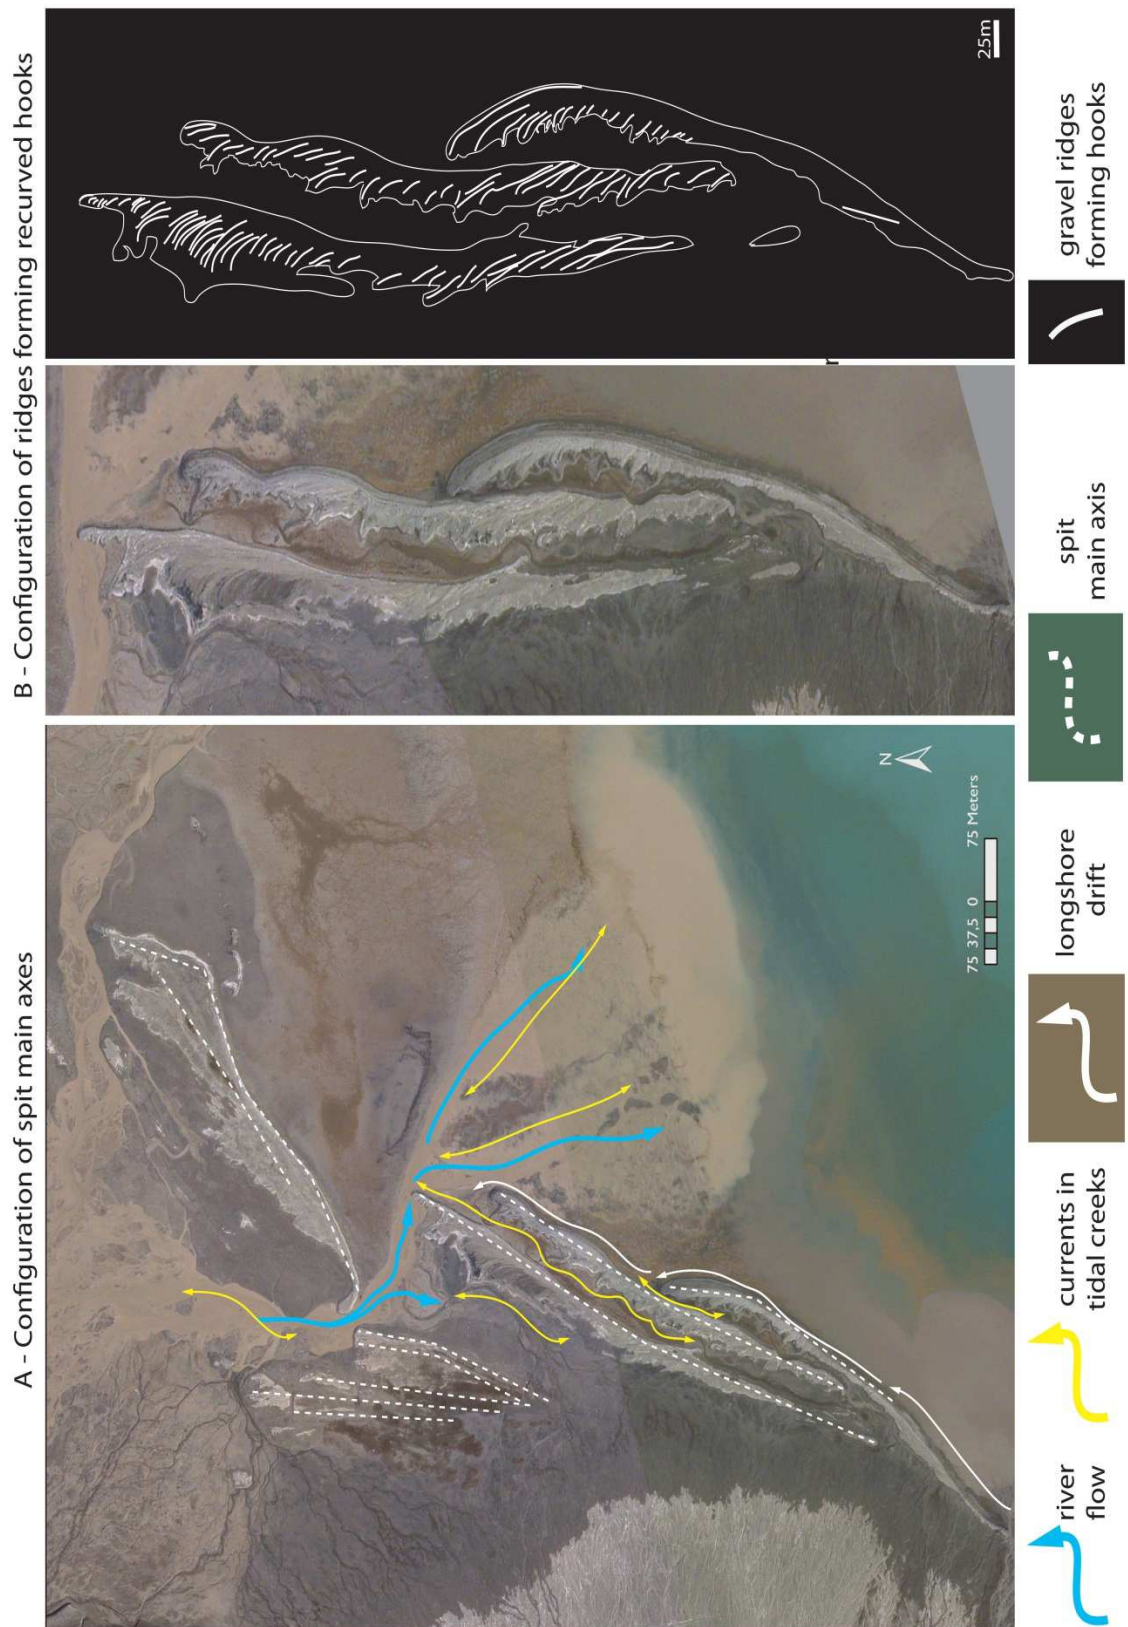 A - Configuration of spit main axes
N
75 37,5 0 75 Meters
B - Configuration of ridges forming recurved hooks
25m
r
river
flow
currents in
tidal creeks
longshore
drift
spit
main axis
gravel ridges
forming hooks